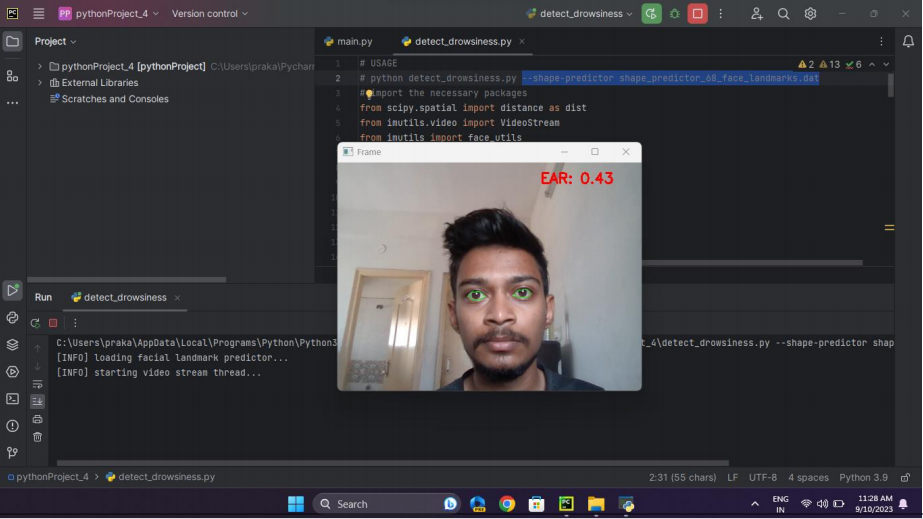 PC PP pythonProject_4 Version control detect_drowsiness
Project main.py detect_drowsiness.py
pythonProject_4 [pythonProject] C:\Users\praka\Pycharm
External Libraries
Scratches and Consoles
1 # USAGE
2 # python detect_drowsiness.py --shape-predictor shape_predictor_68_face_landmarks.dat
2 13 6
3 # import the necessary packages
4 from scipy.spatial import distance as dist
5 from imutils.video import VideoStream
6 from imutils import face_utils
Frame
EAR: 0.43
Run detect_drowsiness
C:\Users\praka\AppData\Local\Programs\Python\Python3 t_4\detect_drowsiness.py --shape-predictor shap
[INFO] loading facial landmark predictor...
[INFO] starting video stream thread...
pythonProject_4 > detect_drowsiness.py 2:31 (55 chars) LF UTF-8 4 spaces Python 3.9
Search ENG
IN
11:28 AM
9/10/2023